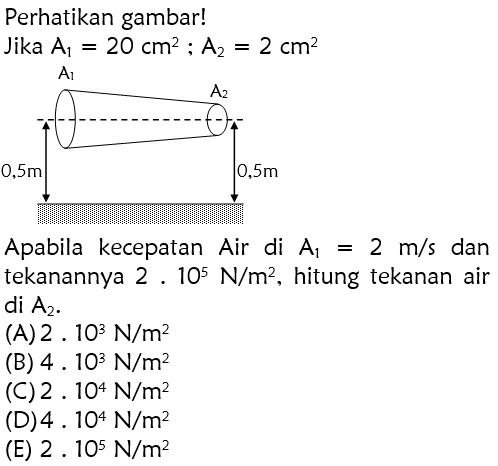 Perhatikan gambar!
Jika A₁ = 20 cm² ; A₂ = 2 cm²
A₁
A₂
0,5m
0,5m
Apabila kecepatan Air di A₁ = 2 m/s dan
tekanannya 2 . 10⁵ N/m², hitung tekanan air
di A₂.
(A) 2 . 10³ N/m²
(B) 4 . 10³ N/m²
(C) 2 . 10⁴ N/m²
(D) 4 . 10⁴ N/m²
(E) 2 . 10⁵ N/m²